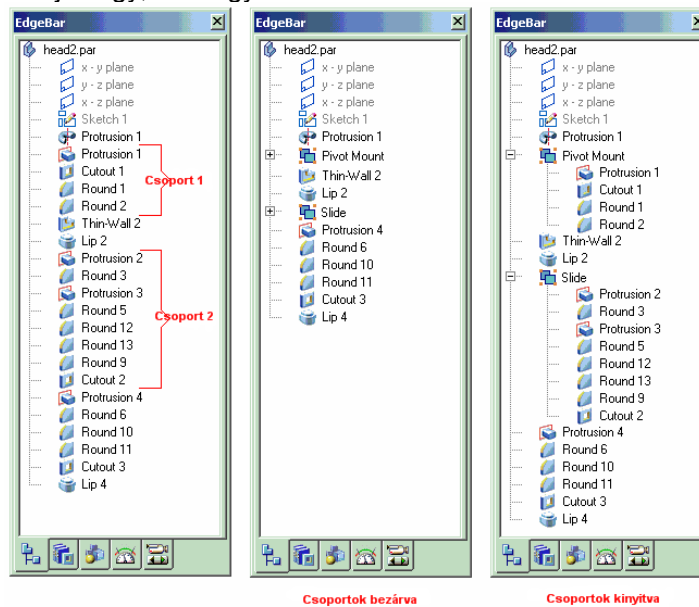 EdgeBar
head2.par
x - y plane
y - z plane
x - z plane
Sketch 1
Protrusion 1
Protrusion 1
Cutout 1
Round 1
Round 2
Csoport 1
Thin-Wall 2
Lip 2
Protrusion 2
Round 3
Protrusion 3
Round 5
Round 12
Round 13
Round 9
Cutout 2
Csoport 2
Protrusion 4
Round 6
Round 10
Round 11
Cutout 3
Lip 4
EdgeBar
head2.par
x - y plane
y - z plane
x - z plane
Sketch 1
Protrusion 1
Pivot Mount
Thin-Wall 2
Lip 2
Slide
Protrusion 4
Round 6
Round 10
Round 11
Cutout 3
Lip 4
Csoportok bezárva
EdgeBar
head2.par
x - y plane
y - z plane
x - z plane
Sketch 1
Protrusion 1
Pivot Mount
Protrusion 1
Cutout 1
Round 1
Round 2
Thin-Wall 2
Lip 2
Slide
Protrusion 2
Round 3
Protrusion 3
Round 5
Round 12
Round 13
Round 9
Cutout 2
Protrusion 4
Round 6
Round 10
Round 11
Cutout 3
Lip 4
Csoportok kinyitva